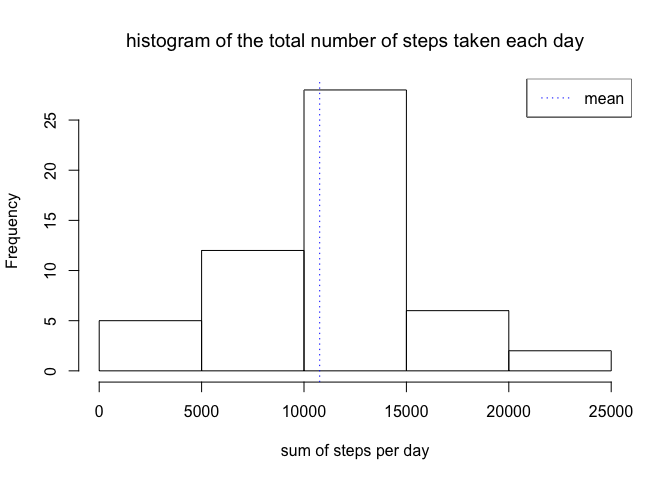 histogram of the total number of steps taken each day
mean
25
20
15
10
5
0
Frequency
0 5000 10000 15000 20000 25000
sum of steps per day